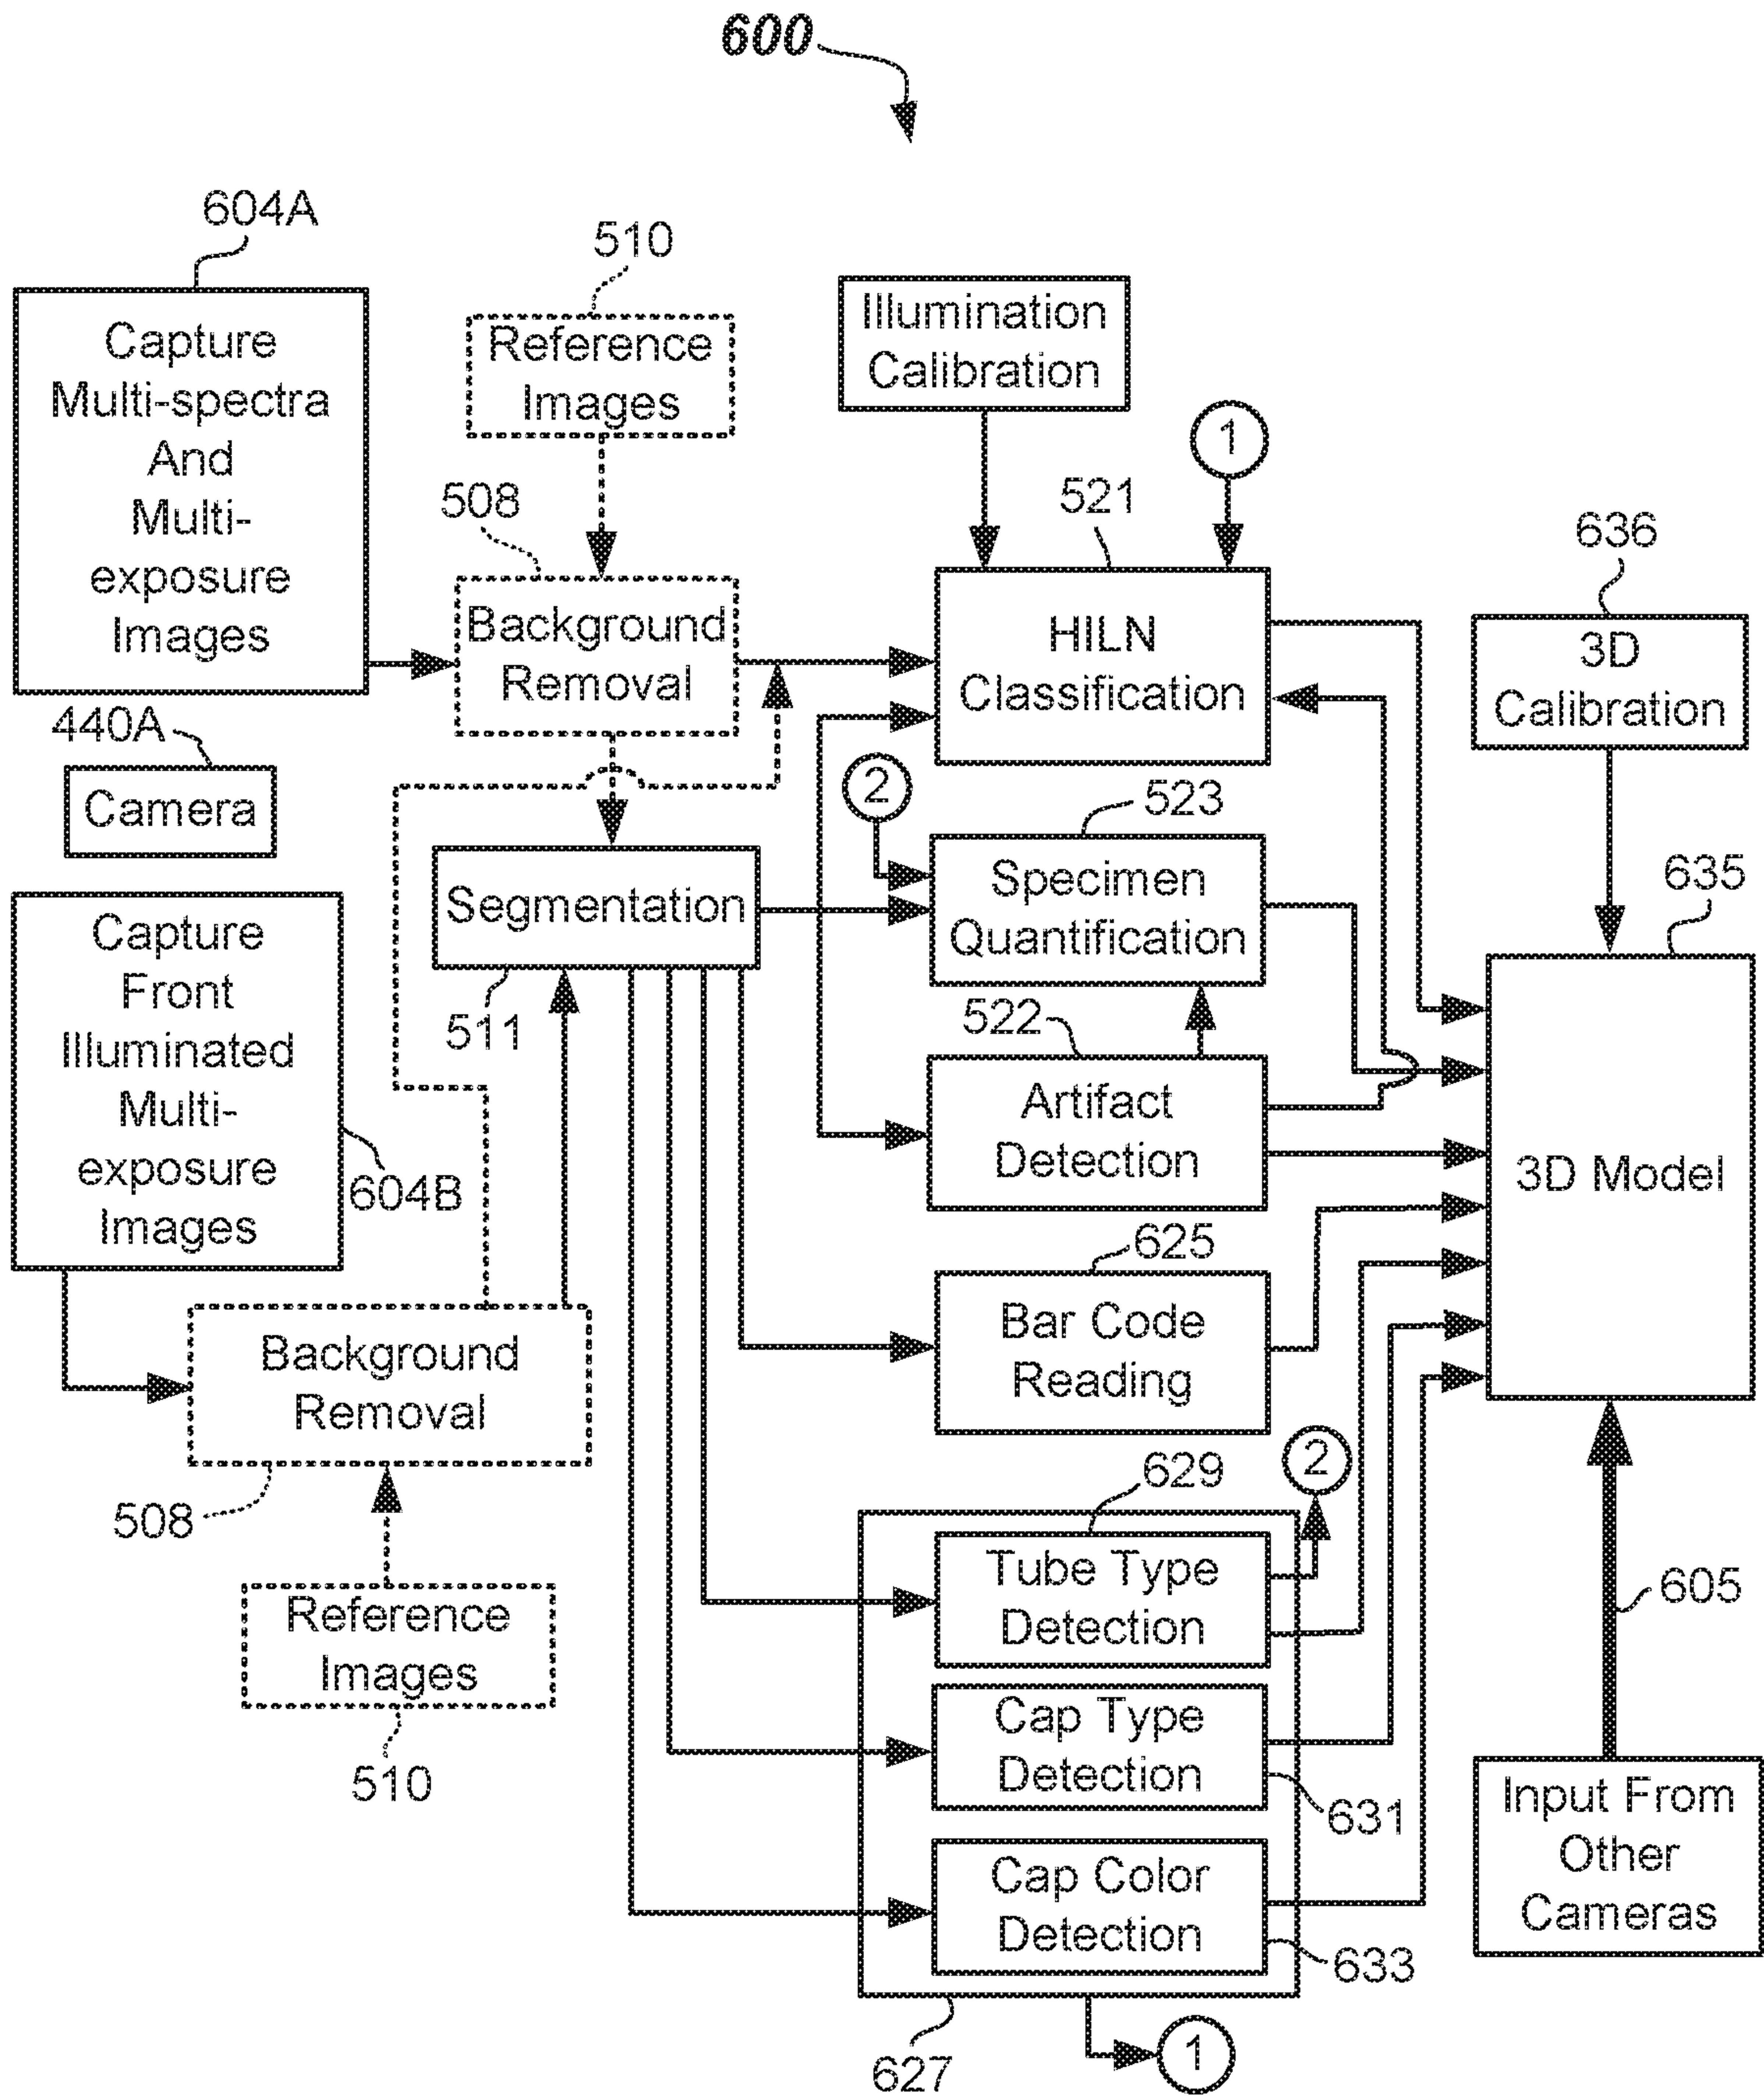 600
604A
Capture
Multi-spectra
And
Multi-
exposure
Images
510
Reference
Images
Illumination
Calibration
1
508
Background
Removal
521
HILN
Classification
636
3D
Calibration
440A
Camera
2
523
Specimen
Quantification
Segmentation
511
635
3D Model
Capture
Front
Illuminated
Multi-
exposure
Images
604B
522
Artifact
Detection
625
Bar Code
Reading
Background
Removal
508
Reference
Images
510
2
629
Tube Type
Detection
605
Cap Type
Detection
631
Input From
Other
Cameras
Cap Color
Detection
633
627
1